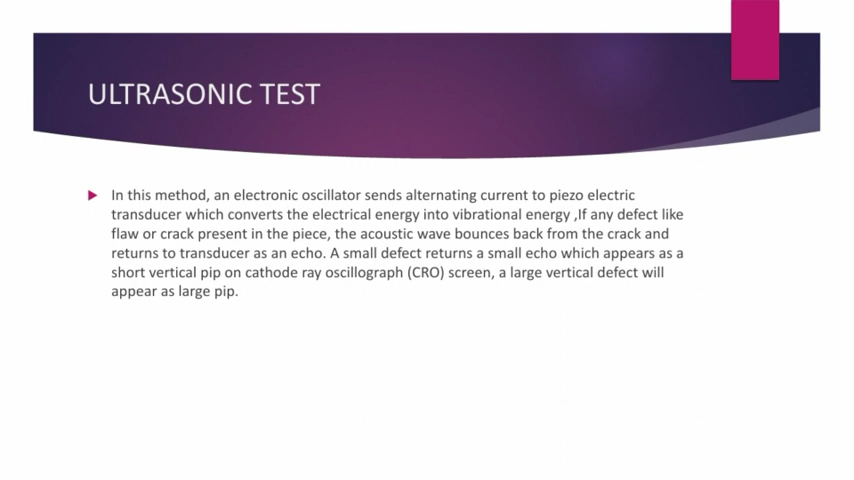 ULTRASONIC TEST
In this method, an electronic oscillator sends alternating current to piezo electric
transducer which converts the electrical energy into vibrational energy ,If any defect like
flaw or crack present in the piece, the acoustic wave bounces back from the crack and
returns to transducer as an echo. A small defect returns a small echo which appears as a
short vertical pip on cathode ray oscillograph (CRO) screen, a large vertical defect will
appear as large pip.